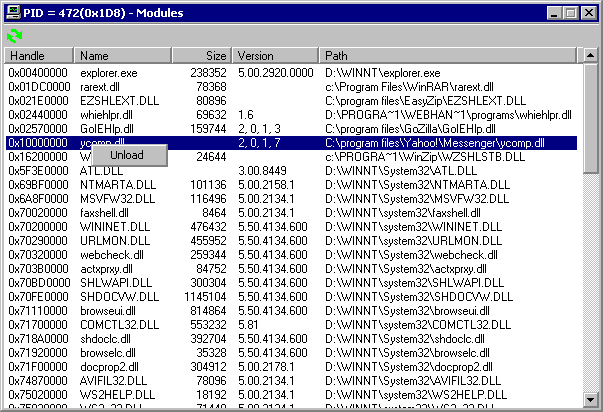 PID = 472(0x1D8) - Modules
Handle Name Size Version Path
0x00400000 explorer.exe 238352 5.00.2920.0000 D:\WINNT\explorer.exe
0x01DC0000 rarext.dll 78368 c:\program Files\WinRAR\rarext.dll
0x021E0000 EZSHLEXT.DLL 80896 c:\program Files\EasyZip\EZSHLEXT.DLL
0x02440000 whiehlpr.dll 69632 1.6 D:\PROGRA~1\WEBHAN~1\programs\whiehlpr.dll
0x02570000 GoIEHlp.dll 159744 2, 0, 1, 3 C:\program files\GoZilla\GoIEHlp.dll
0x10000000 ycomp.dll 2, 0, 1, 7 C:\program files\Yahoo!\Messenger\ycomp.dll
Unload
0x16200000 24644 c:\PROGRA~1\WinZip\WZSHLSTB.DLL
0x5F3E0000 ATL.DLL 3.00.8449 D:\WINNT\System32\ATL.DLL
0x69BF0000 NTMARTA.DLL 101136 5.00.2158.1 D:\WINNT\System32\NTMARTA.DLL
0x6A8F0000 MSVFW32.DLL 116496 5.00.2134.1 D:\WINNT\System32\MSVFW32.DLL
0x70020000 faxshell.dll 8464 5.00.2134.1 D:\WINNT\system32\faxshell.dll
0x70200000 WININET.DLL 476432 5.50.4134.600 D:\WINNT\system32\WININET.DLL
0x70290000 URLMON.DLL 455952 5.50.4134.600 D:\WINNT\system32\URLMON.DLL
0x70320000 webcheck.dll 259344 5.50.4134.600 D:\WINNT\System32\webcheck.dll
0x703B0000 actxprxy.dll 84752 5.50.4134.600 D:\WINNT\System32\actxprxy.dll
0x70BD0000 SHLWAPI.DLL 300304 5.50.4134.600 D:\WINNT\system32\SHLWAPI.DLL
0x70FE0000 SHDOCVW.DLL 1145104 5.50.4134.600 D:\WINNT\system32\SHDOCVW.DLL
0x71110000 browseui.dll 814864 5.50.4134.600 D:\WINNT\System32\browseui.dll
0x71700000 COMCTL32.DLL 553232 5.81 D:\WINNT\system32\COMCTL32.DLL
0x718A0000 shdoclc.dll 392704 5.50.4134.600 D:\WINNT\System32\shdoclc.dll
0x71920000 browselc.dll 35328 5.50.4134.600 D:\WINNT\System32\browselc.dll
0x71F00000 docprop2.dll 304912 5.00.2178.1 D:\WINNT\System32\docprop2.dll
0x74870000 AVIFIL32.DLL 78096 5.00.2134.1 D:\WINNT\System32\AVIFIL32.DLL
0x75020000 WS2HELP.DLL 18192 5.00.2134.1 D:\WINNT\System32\WS2HELP.DLL